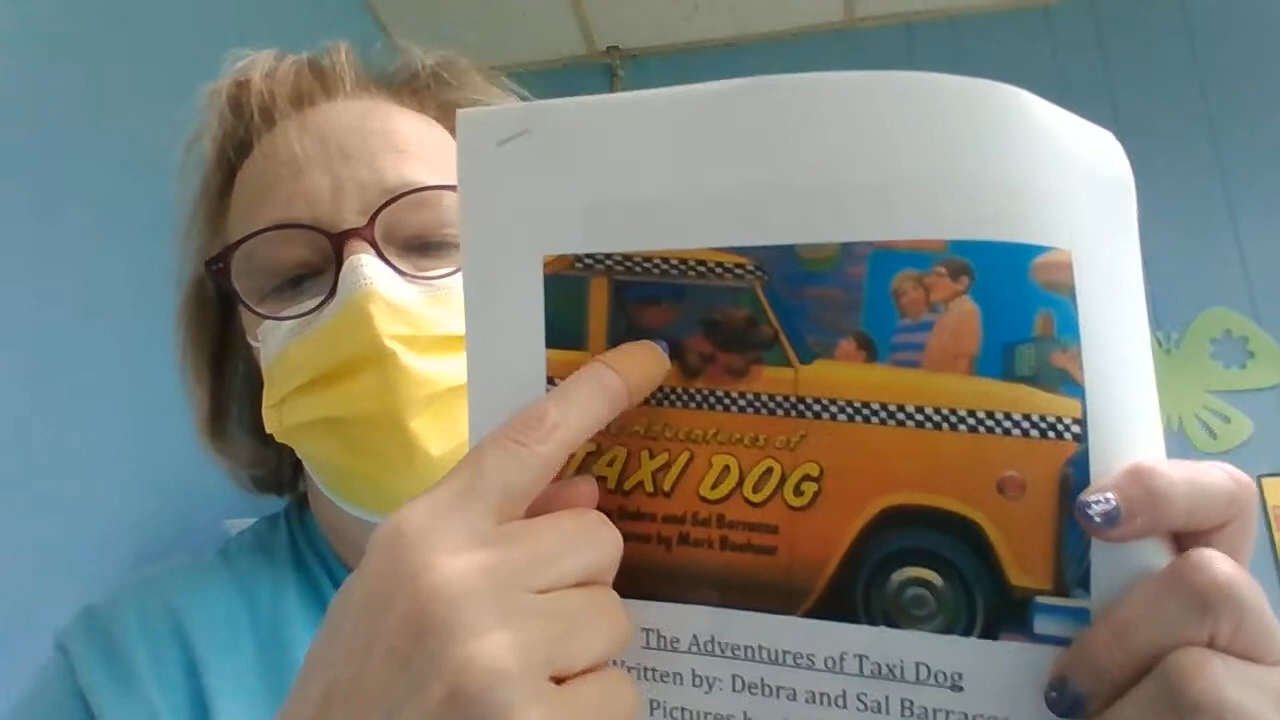 Adventures of
TAXI DOG
Debra and Sal Barracca
by Mark Buehner
The Adventures of Taxi Dog
Written by: Debra and Sal
Pictures